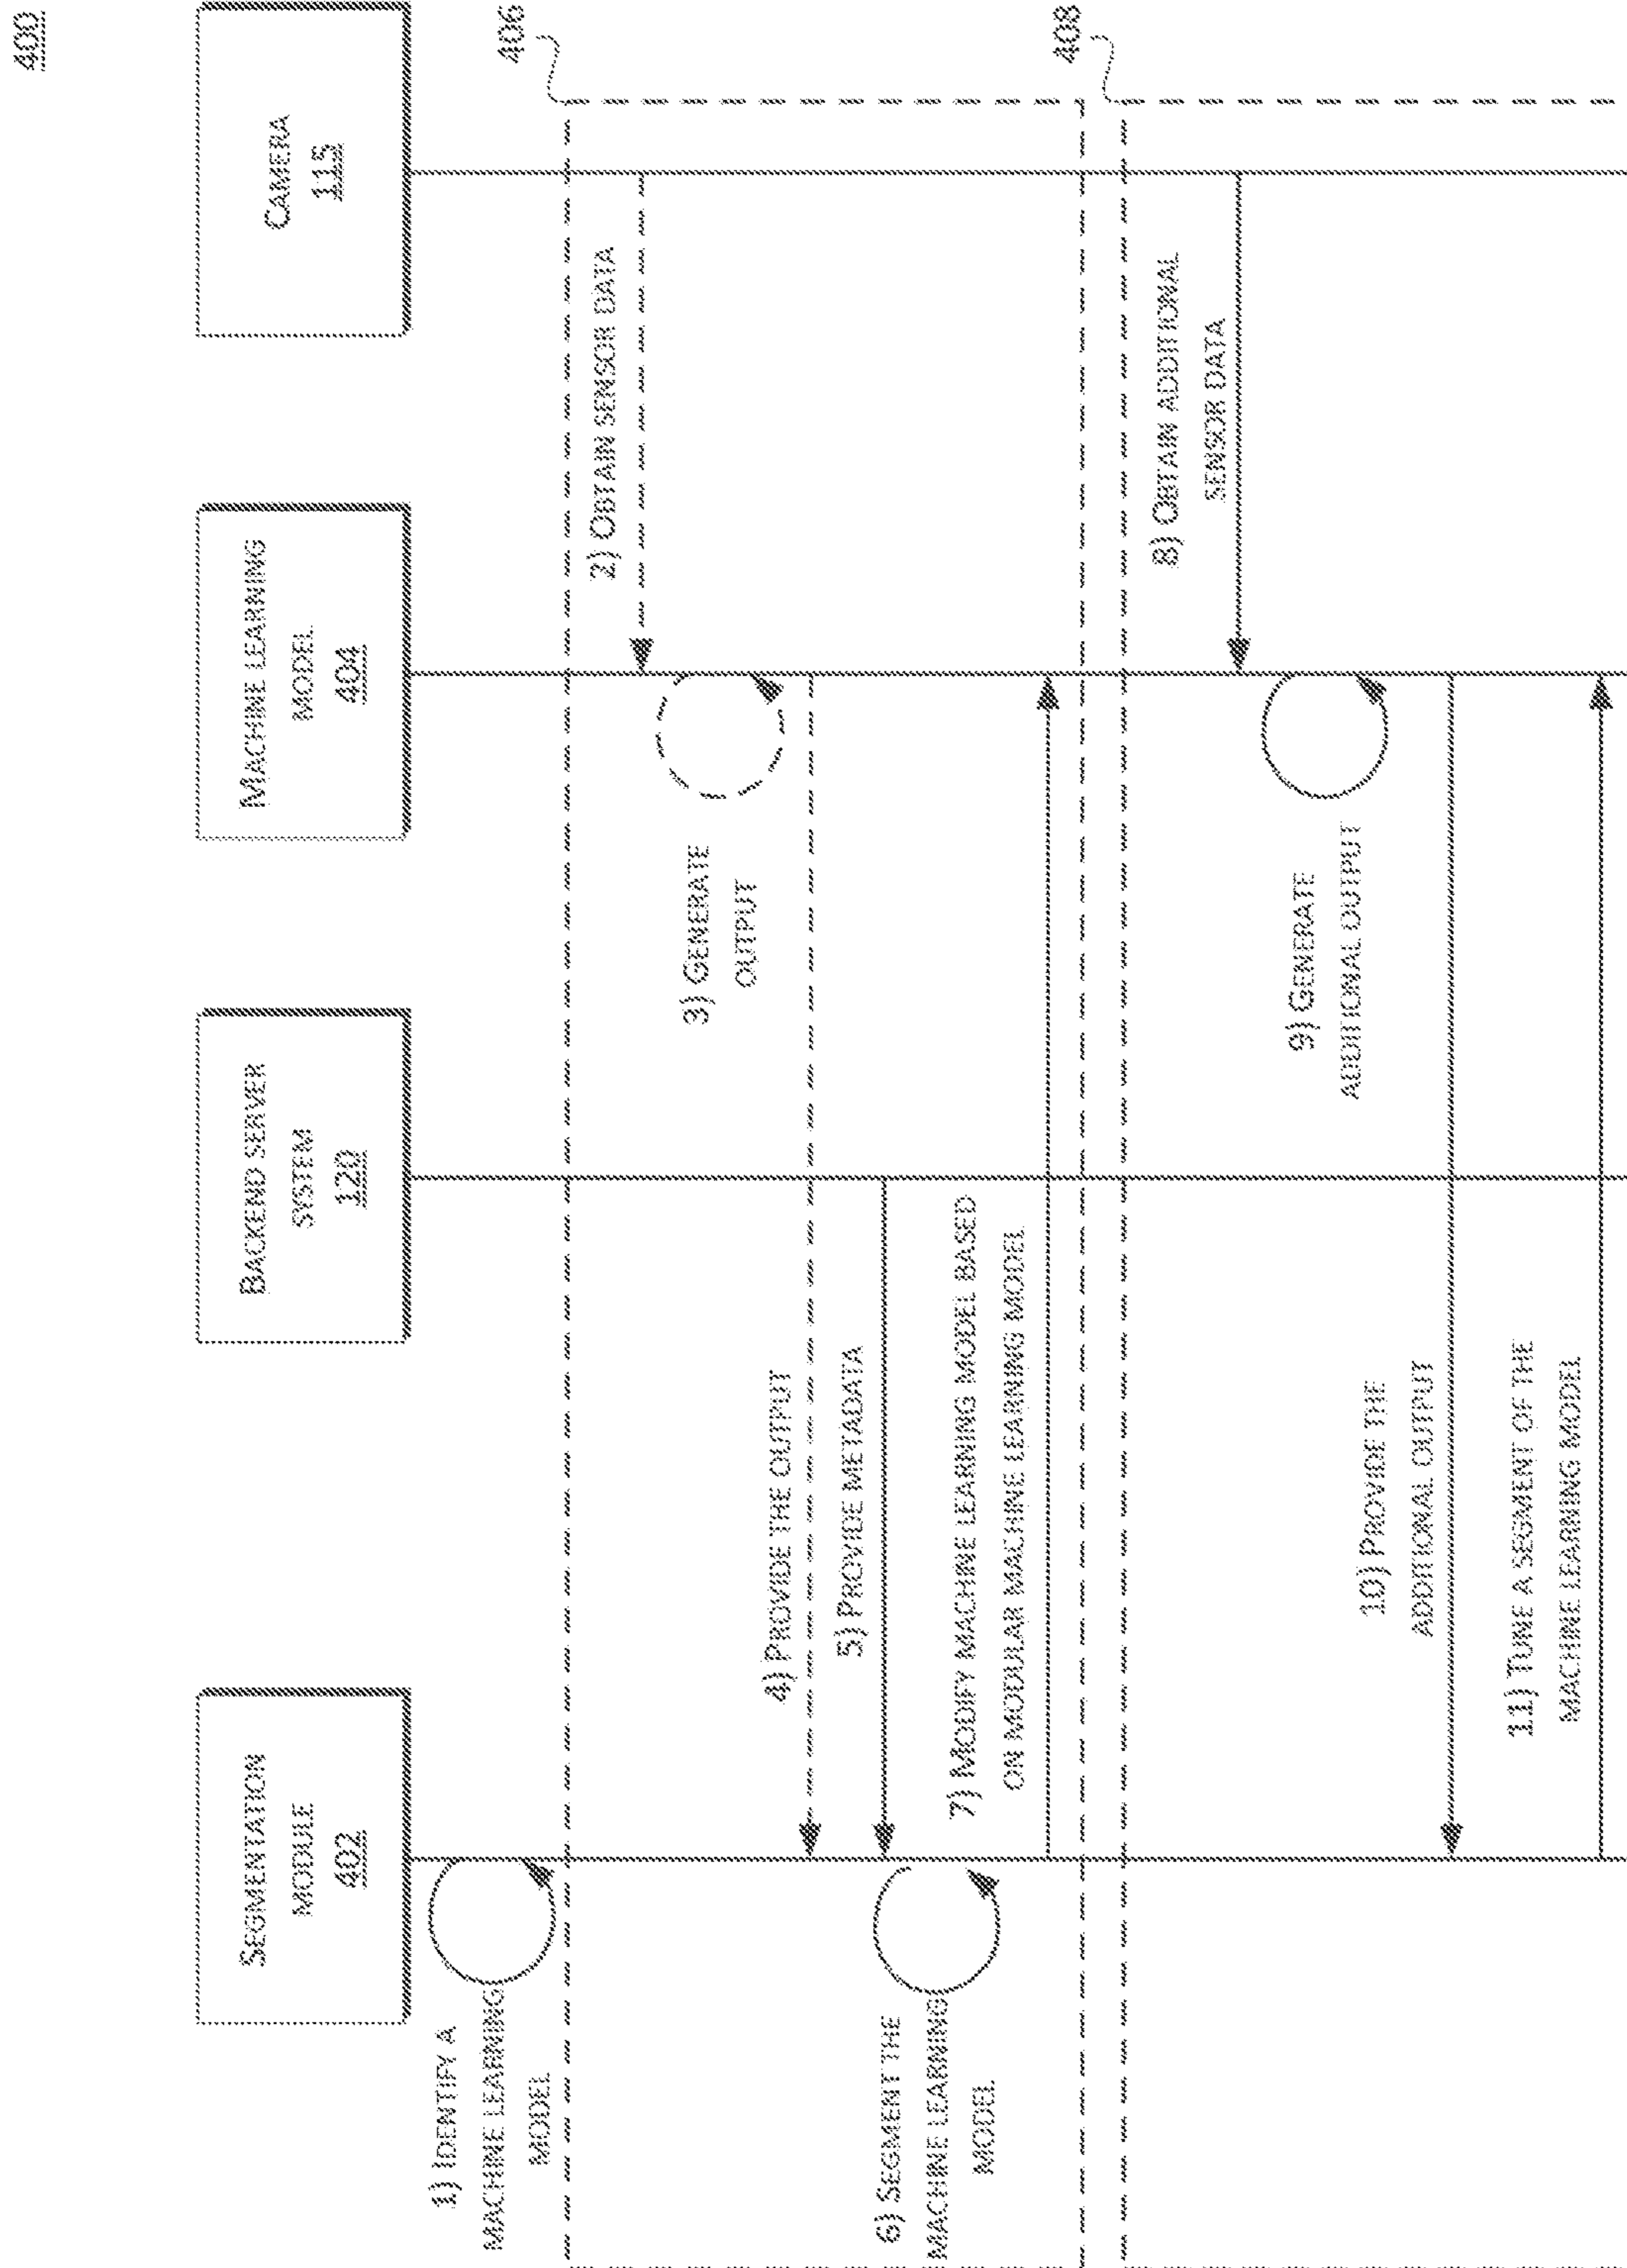 400
SEGMENTATION
MODULE
402
BACKEND SERVER
SYSTEM
120
MACHINE LEARNING
MODEL
404
CAMERA
115
1) IDENTIFY A
MACHINE LEARNING
MODEL
406
2) OBTAIN SENSOR DATA
3) GENERATE
OUTPUT
4) PROVIDE THE OUTPUT
5) PROVIDE METADATA
6) SEGMENT THE
MACHINE LEARNING
MODEL
7) MODIFY MACHINE LEARNING MODEL BASED
ON MODULAR MACHINE LEARNING MODEL
408
8) OBTAIN ADDITIONAL
SENSOR DATA
9) GENERATE
ADDITIONAL OUTPUT
10) PROVIDE THE
ADDITIONAL OUTPUT
11) TUNE A SEGMENT OF THE
MACHINE LEARNING MODEL